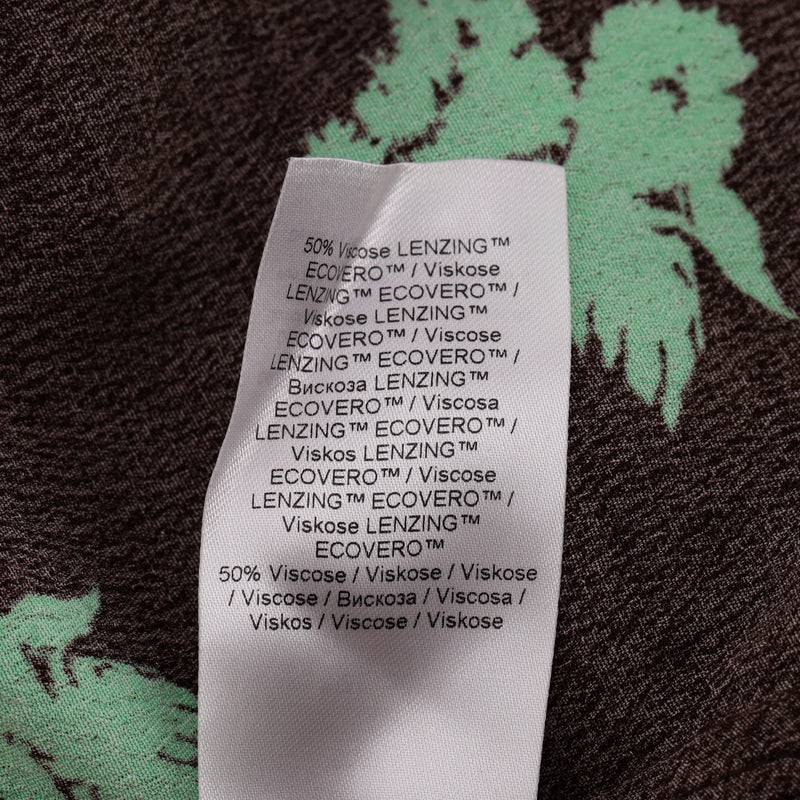 50% Viscose LENZING™
ECOVERO™ / Viskose
LENZING™ ECOVERO™ /
Viskose LENZING™
ECOVERO™ / Viscose
LENZING™ ECOVERO™ /
Вискоза LENZING™
ECOVERO™ / Viscosa
LENZING™ ECOVERO™ /
Viskos LENZING™
ECOVERO™ / Viscose
LENZING™ ECOVERO™ /
Viskose LENZING™
ECOVERO™
50% Viscose / Viskose / Viskose
/ Viscose / Вискоза / Viscosa /
Viskos / Viscose / Viskose